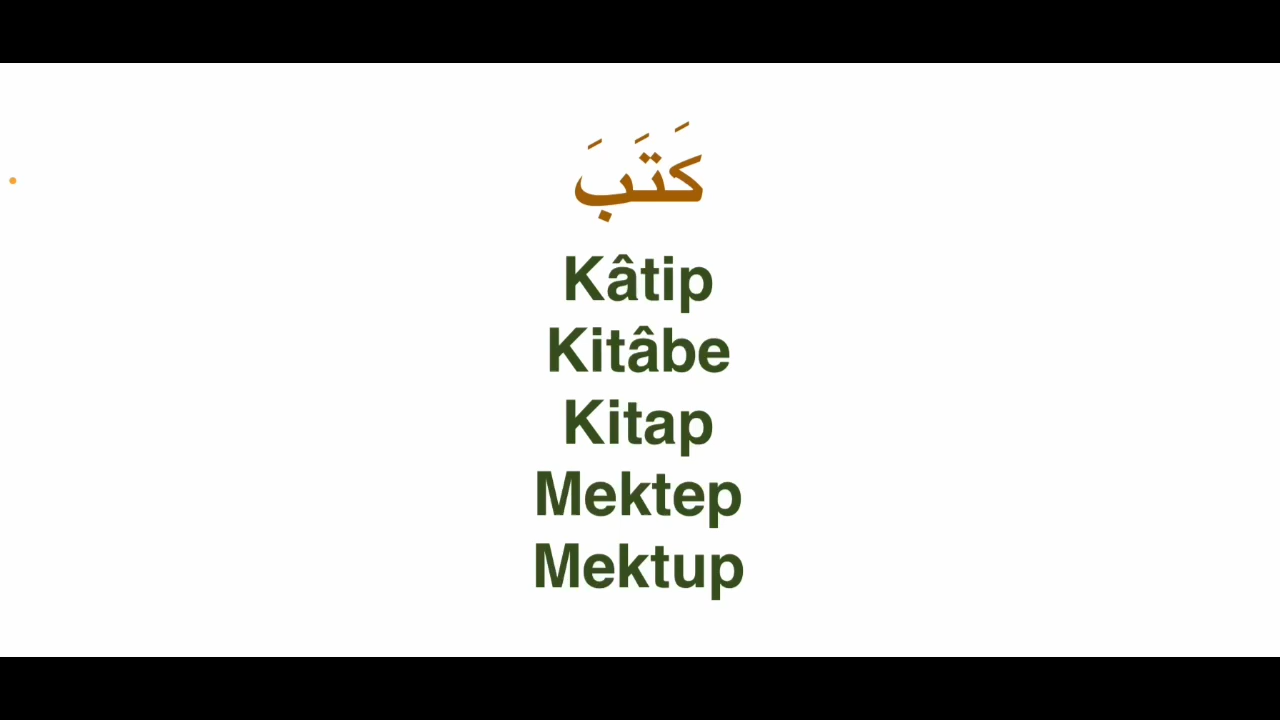 كَتَبَ
Kâtip
Kitâbe
Kitap
Mektep
Mektup